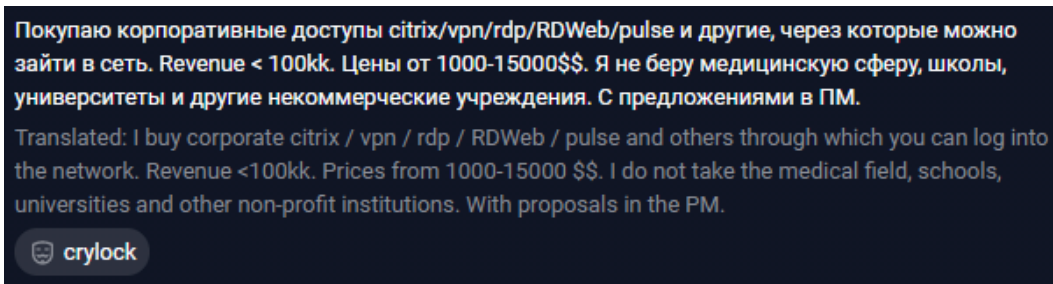 Покупаю корпоративные доступы citrix/vpn/rdp/RDWeb/pulse и другие, через которые можно
зайти в сеть. Revenue < 100kk. Цены от 1000-15000$$. Я не беру медицинскую сферу, школы,
университеты и другие некоммерческие учреждения. С предложениями в ПМ.
Translated: I buy corporate citrix / vpn / rdp / RDWeb / pulse and others through which you can log into
the network. Revenue <100kk. Prices from 1000-15000 $$. I do not take the medical field, schools,
universities and other non-profit institutions. With proposals in the PM.
crylock